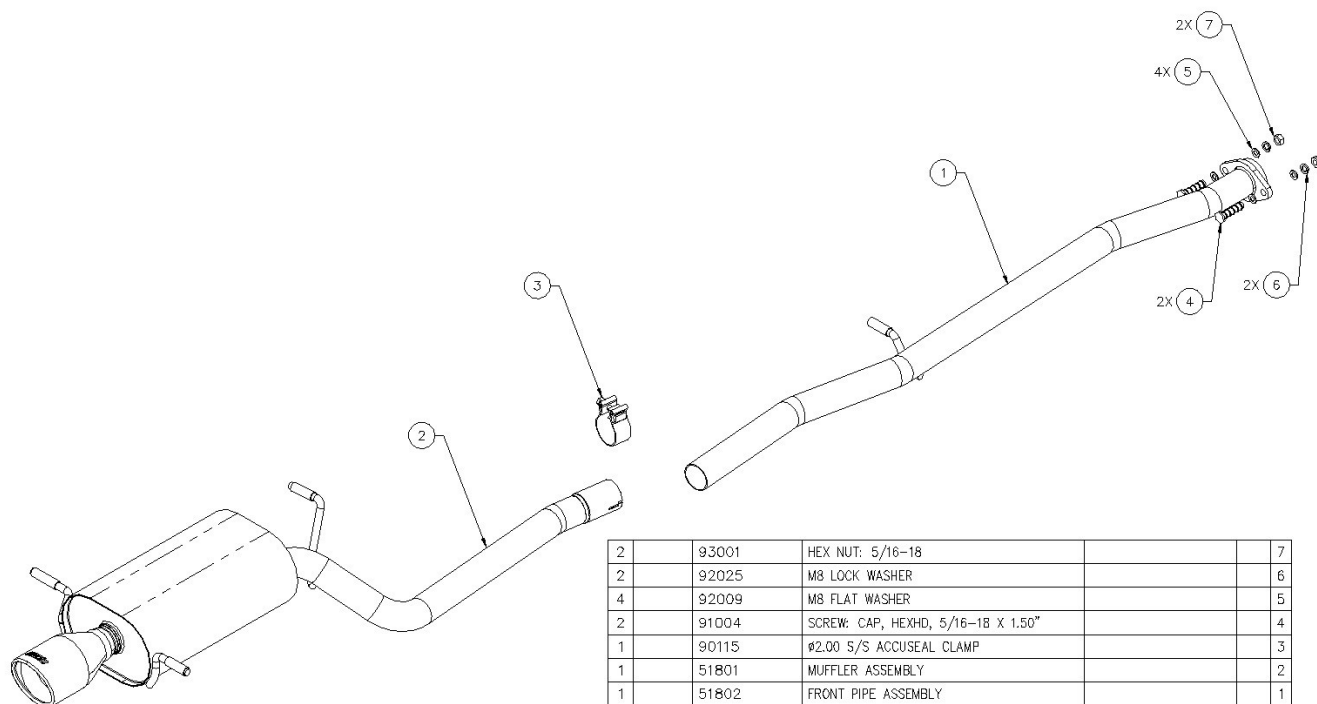 2X 7
4X 5
1
3
2X 4
2X 6
2
2 93001 HEX NUT: 5/16-18 7
2 92025 M8 LOCK WASHER 6
4 92009 M8 FLAT WASHER 5
2 91004 SCREW: CAP, HEXHD, 5/16-18 X 1.50" 4
1 90115 Ø2.00 S/S ACCUSEAL CLAMP 3
1 51801 MUFFLER ASSEMBLY 2
1 51802 FRONT PIPE ASSEMBLY 1